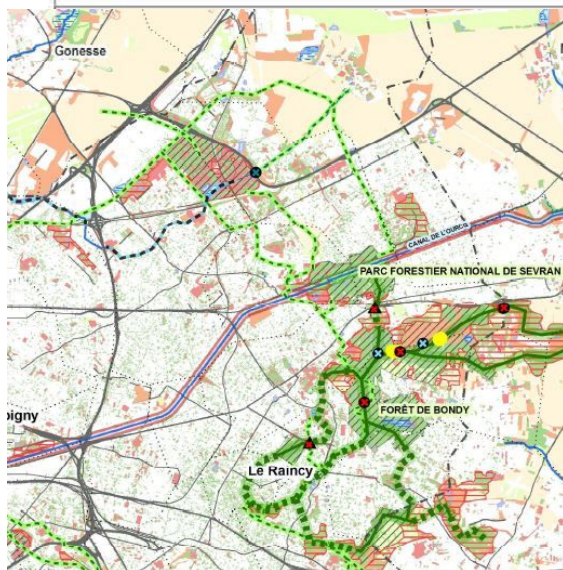 Gonesse
CANAL DE L'OURCQ
PARC FORESTIER NATIONAL DE SEVRAN
FORÊT DE BONDY
bigny
Le Raincy